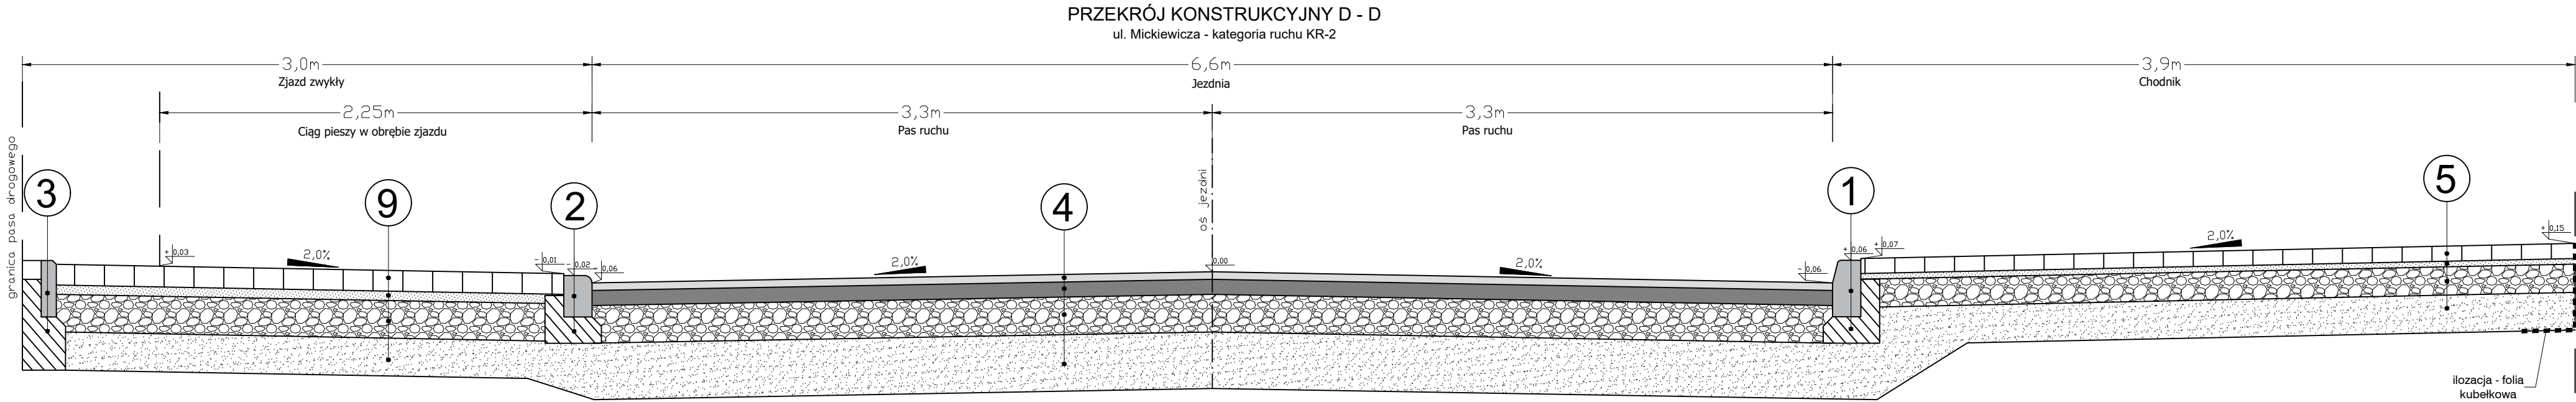 PRZEKRÓJ KONSTRUKCYJNY D - D
ul. Mickiewicza - kategoria ruchu KR-2
3,0m
6,6m
3,9m
Zjazd zwykły
Jezdnia
Chodnik
2,25m
3,3m
3,3m
Ciąg pieszy w obrębie zjazdu
Pas ruchu
Pas ruchu
granica pasa drogowego
oś jezdni
3
9
2
4
1
5
+ 0,03
2,0%
- 0,01
- 0,02
- 0,06
2,0%
0,00
2,0%
- 0,06
+ 0,06
+ 0,07
2,0%
+ 0,15
ilozacja - folia
kubełkowa